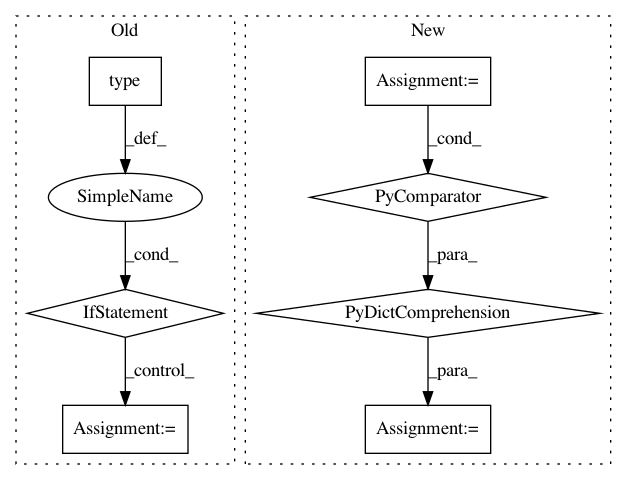 Old
type
_def_
SimpleName
_cond_
IfStatement
_control_
Assignment:=
New
Assignment:=
_cond_
PyComparator
_para_
PyDictComprehension
_para_
Assignment:=